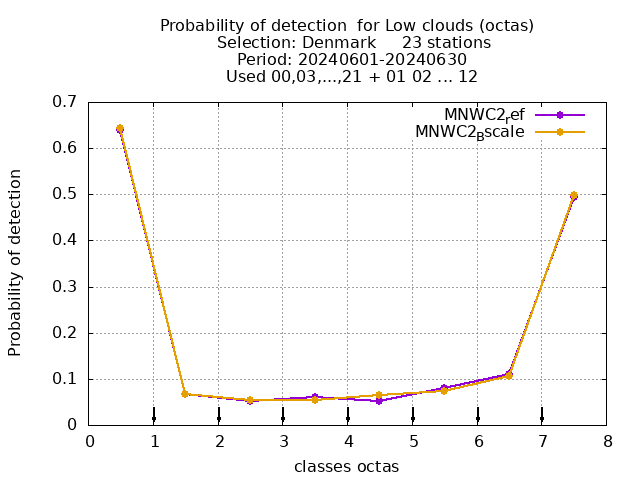 Probability of detection  for Low clouds (octas)
Selection: Denmark     23 stations
Period: 20240601-20240630
Used 00,03,...,21 + 01 02 ... 12
MNWC2_ref
MNWC2_Bscale
Probability of detection
0.7
0.6
0.5
0.4
0.3
0.2
0.1
0
0 1 2 3 4 5 6 7 8
classes octas